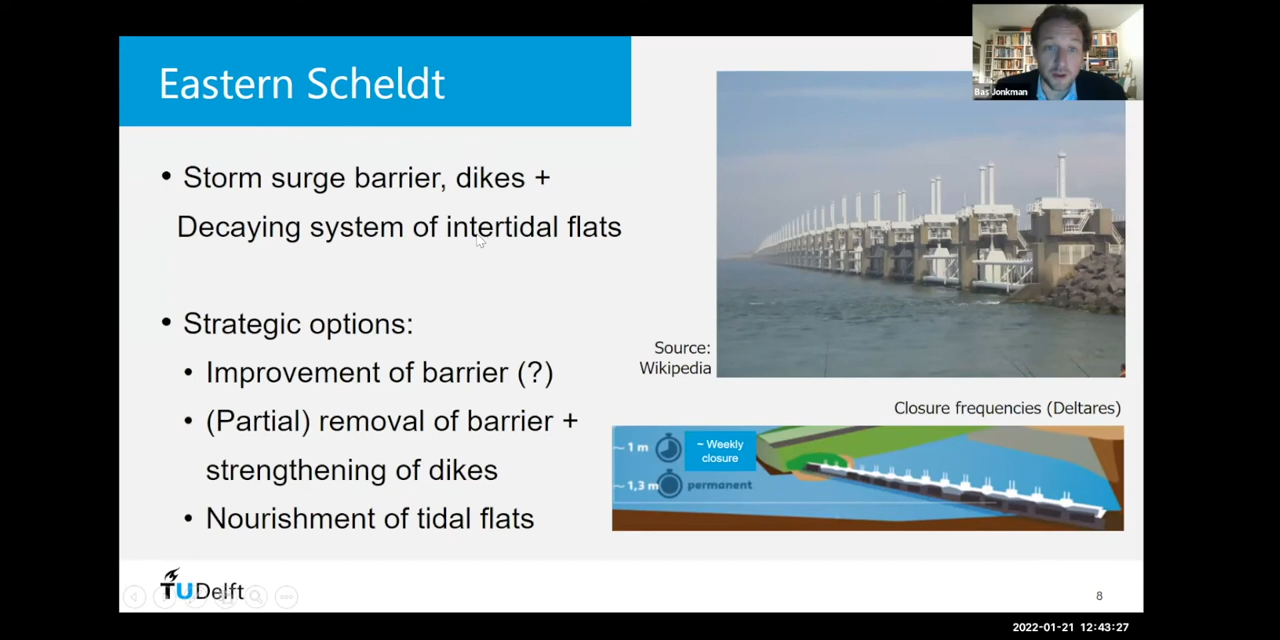 Eastern Scheldt
• Storm surge barrier, dikes +
Decaying system of intertidal flats
• Strategic options:
• Improvement of barrier (?)
• (Partial) removal of barrier +
strengthening of dikes
• Nourishment of tidal flats
Bas Jonkman
Source:
Wikipedia
Closure frequencies (Deltares)
~ 1 m
~ Weekly
closure
~ 1,3 m
permanent
TUDelft
8
2022-01-21 12:43:27